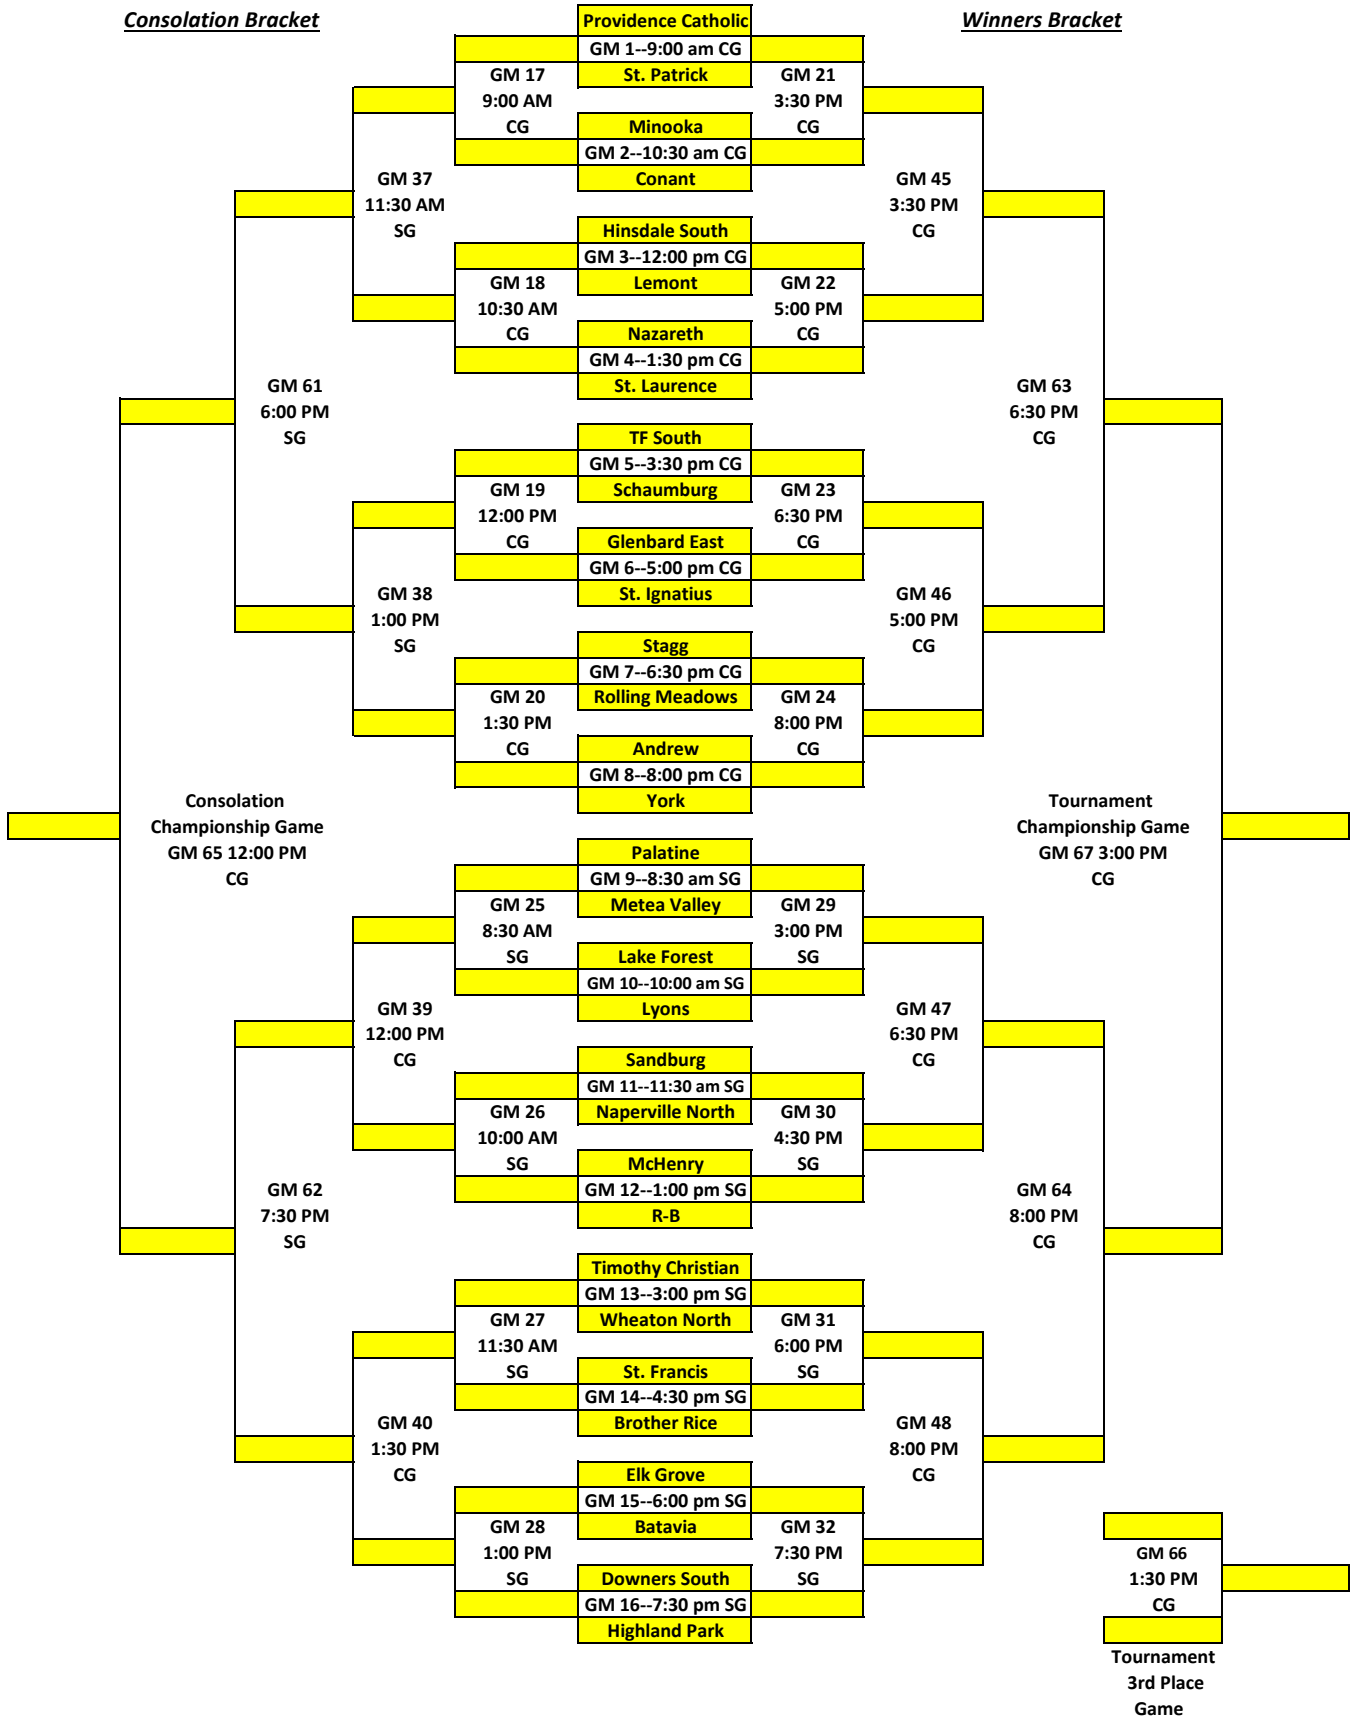 Consolation Bracket
Providence Catholic
Winners Bracket
GM 1--9:00 am CG
GM 17
St. Patrick
GM 21
9:00 AM
3:30 PM
CG
Minooka
CG
GM 2--10:30 am CG
GM 37
Conant
GM 45
11:30 AM
3:30 PM
SG
Hinsdale South
CG
GM 3--12:00 pm CG
GM 18
Lemont
GM 22
10:30 AM
5:00 PM
CG
Nazareth
CG
GM 4--1:30 pm CG
GM 61
St. Laurence
GM 63
6:00 PM
6:30 PM
SG
TF South
CG
GM 5--3:30 pm CG
GM 19
Schaumburg
GM 23
12:00 PM
6:30 PM
CG
Glenbard East
CG
GM 6--5:00 pm CG
GM 38
St. Ignatius
GM 46
1:00 PM
5:00 PM
SG
Stagg
CG
GM 7--6:30 pm CG
GM 20
Rolling Meadows
GM 24
1:30 PM
8:00 PM
CG
Andrew
CG
GM 8--8:00 pm CG
Consolation
York
Tournament
Championship Game
Championship Game
GM 65 12:00 PM
Palatine
GM 67 3:00 PM
CG
GM 9--8:30 am SG
CG
GM 25
Metea Valley
GM 29
8:30 AM
3:00 PM
SG
Lake Forest
SG
GM 10--10:00 am SG
GM 39
Lyons
GM 47
12:00 PM
6:30 PM
CG
Sandburg
CG
GM 11--11:30 am SG
GM 26
Naperville North
GM 30
10:00 AM
4:30 PM
SG
McHenry
SG
GM 62
GM 12--1:00 pm SG
GM 64
7:30 PM
R-B
8:00 PM
SG
CG
Timothy Christian
GM 13--3:00 pm SG
GM 27
Wheaton North
GM 31
11:30 AM
6:00 PM
SG
St. Francis
SG
GM 14--4:30 pm SG
GM 40
Brother Rice
GM 48
1:30 PM
8:00 PM
CG
Elk Grove
CG
GM 15--6:00 pm SG
GM 28
Batavia
GM 32
1:00 PM
7:30 PM
GM 66
SG
Downers South
SG
1:30 PM
GM 16--7:30 pm SG
CG
Highland Park
Tournament
3rd Place
Game